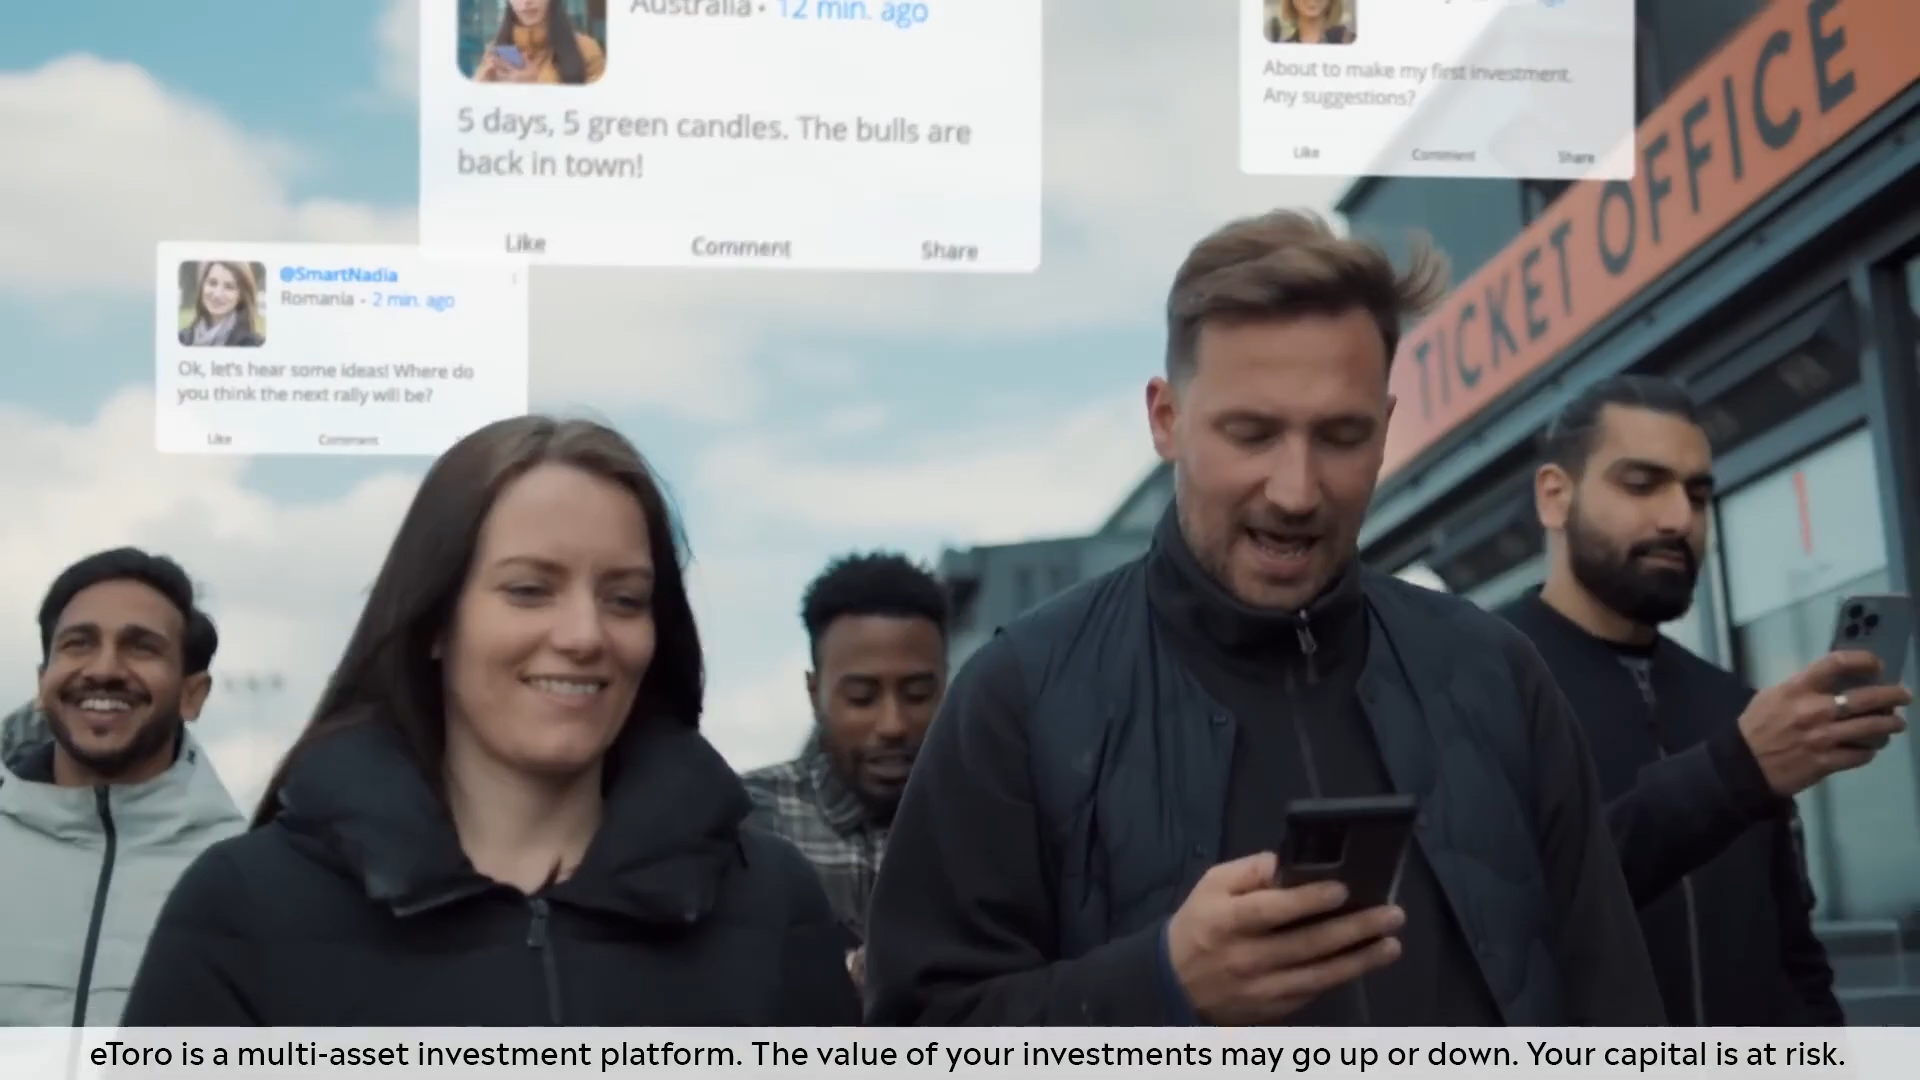 Australia • 12 min. ago
5 days, 5 green candles. The bulls are
back in town!
Like Comment Share
About to make my first investment.
Any suggestions?
Like Comment Share
@SmartNadia
Romania - 2 min. ago
Ok, let's hear some ideas! Where do
you think the next rally will be?
Like Comment
TICKET OFFICE
eToro is a multi-asset investment platform. The value of your investments may go up or down. Your capital is at risk.